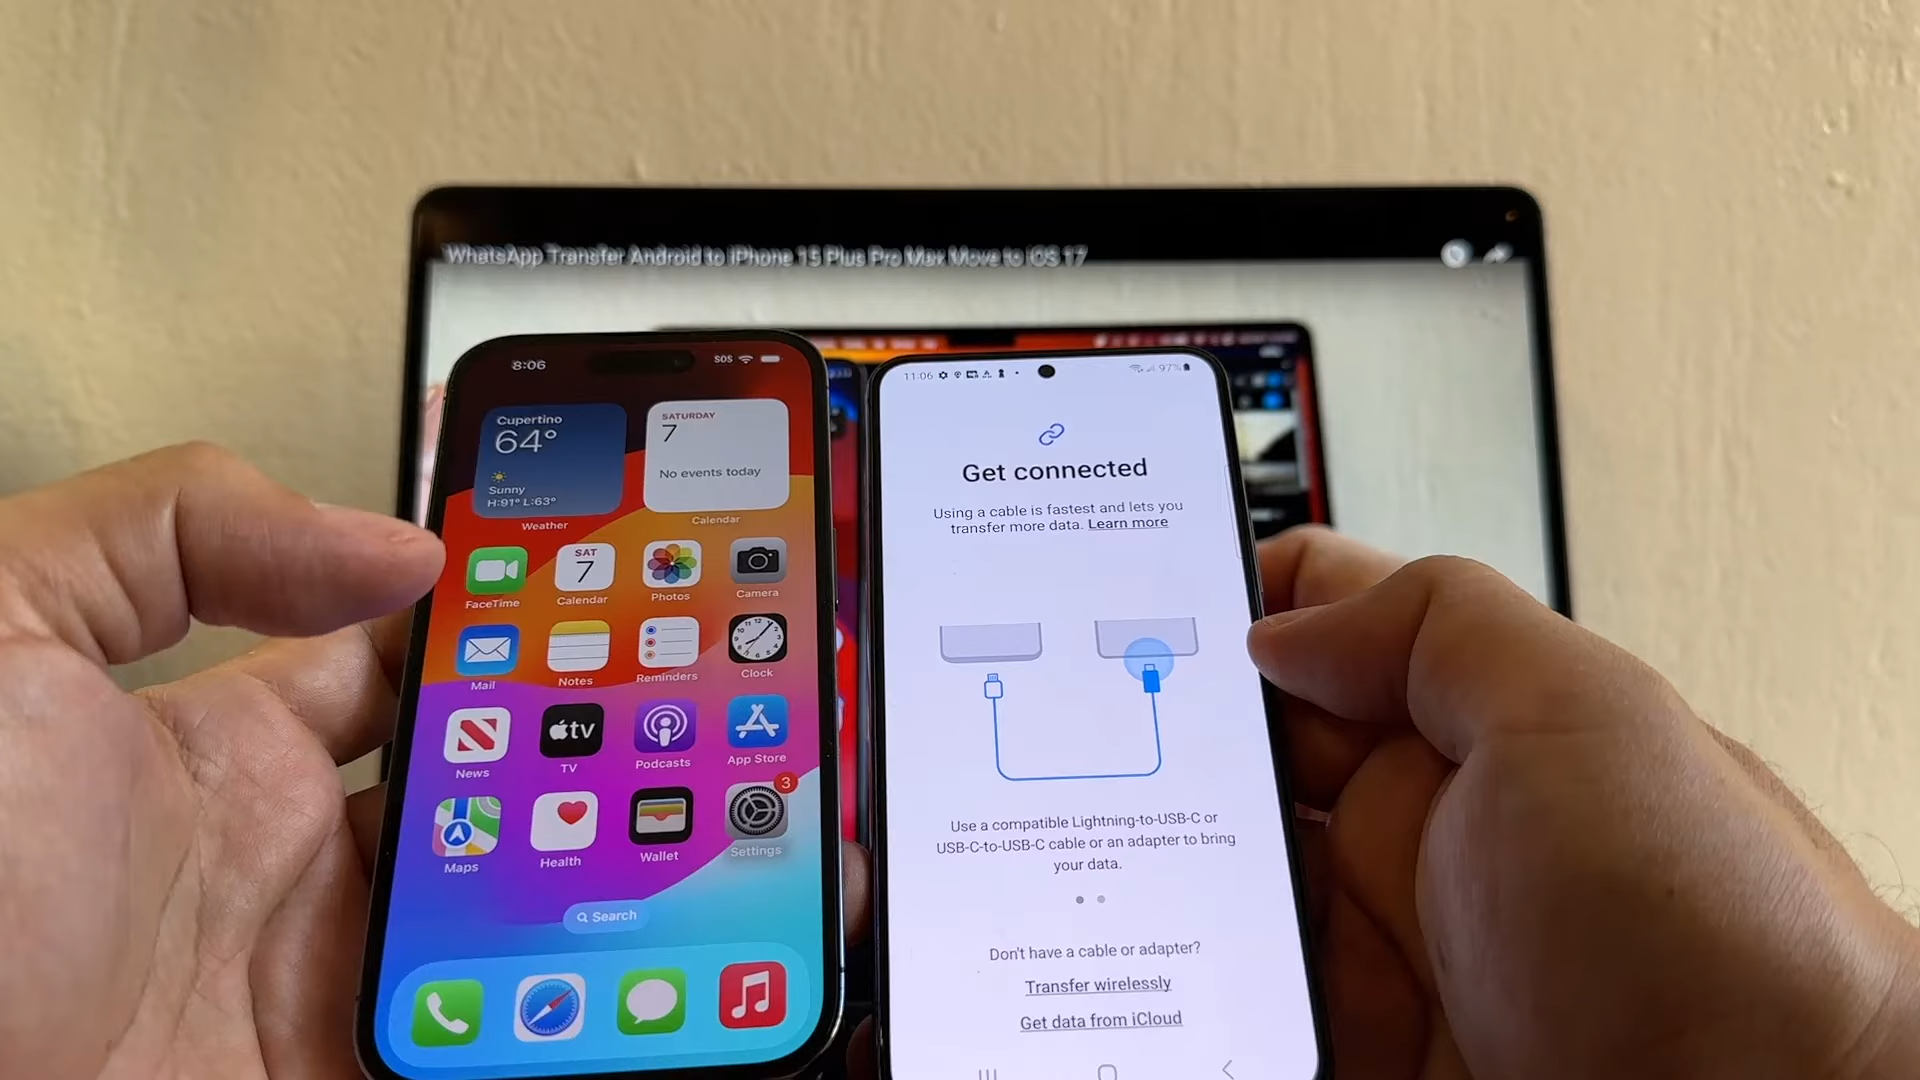 WhatsApp Transfer Android to iPhone 15 Plus Pro Max Move to iOS 17
8:06
SOS
Cupertino
64°
Sunny
H:91° L:63°
Weather
SATURDAY
7
No events today
Calendar
FaceTime
SAT
7
Calendar
Photos
Camera
Mail
Notes
Reminders
Clock
News
tv
TV
Podcasts
App Store
Maps
Health
Wallet
3
Settings
Search
11:06
97%
Get connected
Using a cable is fastest and lets you
transfer more data. Learn more
Use a compatible Lightning-to-USB-C or
USB-C-to-USB-C cable or an adapter to bring
your data.
Don't have a cable or adapter?
Transfer wirelessly
Get data from iCloud